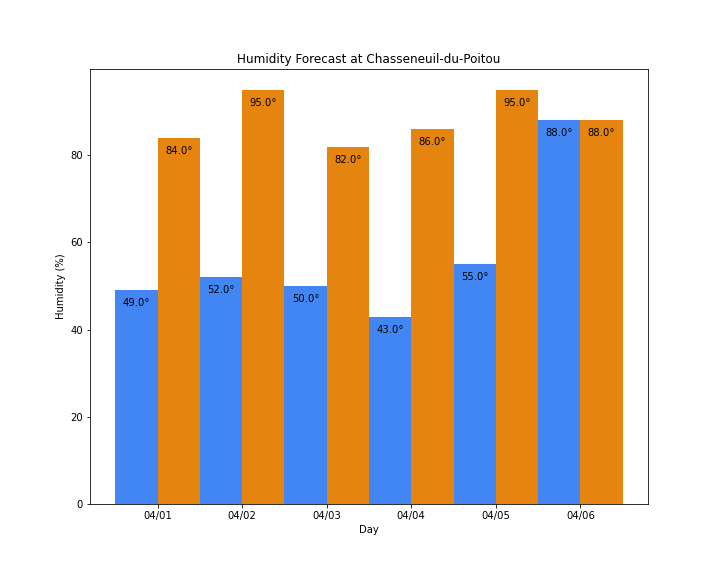 Humidity Forecast at Chasseneuil-du-Poitou
95.0° 95.0°
84.0° 82.0° 86.0° 88.0° 88.0°
49.0° 52.0° 50.0° 43.0° 55.0°
80
60
40
20
0
Humidity (%)
04/01 04/02 04/03 04/04 04/05 04/06
Day